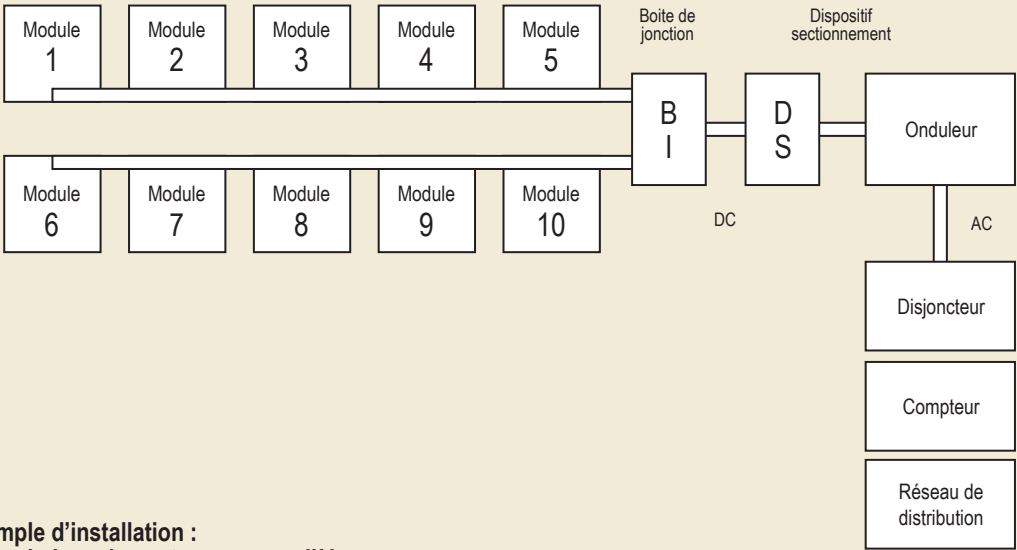 Module
1
Module
2
Module
3
Module
4
Module
5
Boite de
jonction
Dispositif
sectionnement
B
I
D
S
Onduleur
Module
6
Module
7
Module
8
Module
9
Module
10
DC
AC
Disjoncteur
Compteur
Réseau de
distribution
mple d'installation :